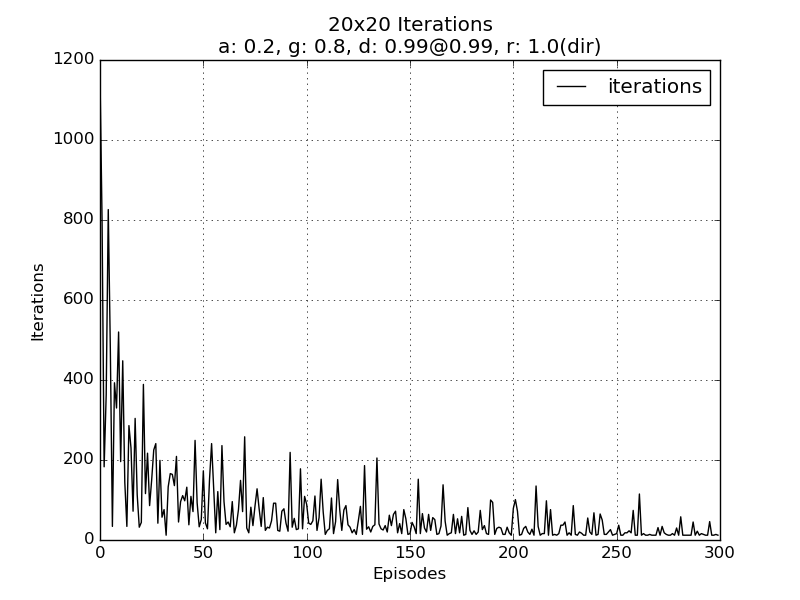 20x20 Iterations
a: 0.2, g: 0.8, d: 0.99@0.99, r: 1.0(dir)
iterations
1200
1000
800
600
400
200
0
Iterations
0 50 100 150 200 250 300
Episodes